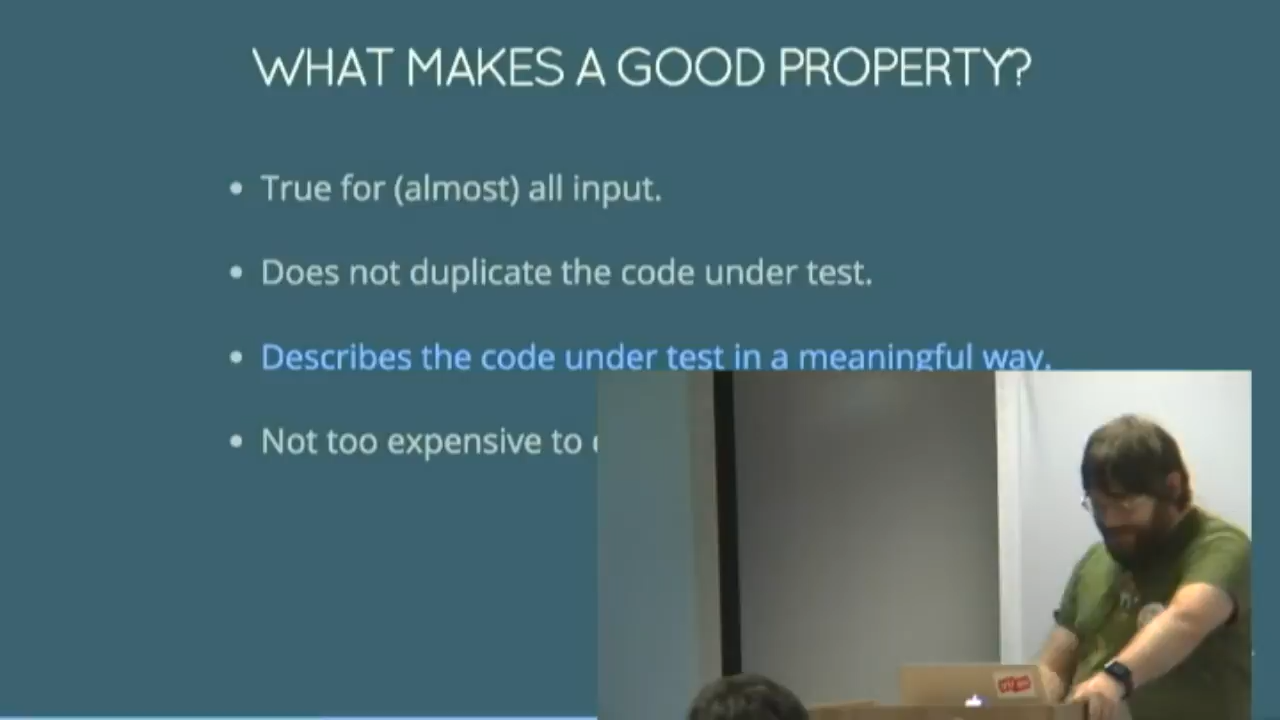 WHAT MAKES A GOOD PROPERTY?
True for (almost) all input.
Does not duplicate the code under test.
Describes the code under test in a meaningful way.
Not too expensive to